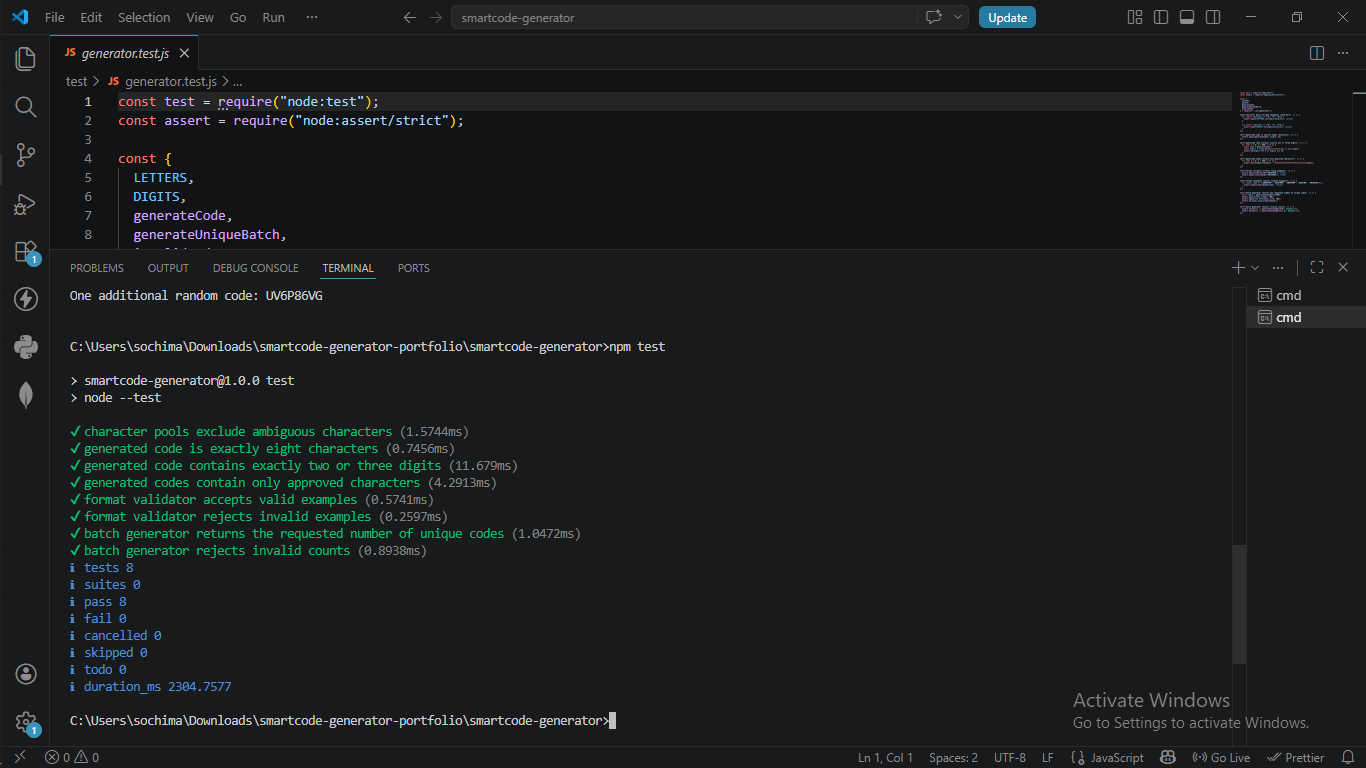 File Edit Selection View Go Run ···
smartcode-generator
Update
JS generator.test.js
test > JS generator.test.js > ...
1 const test = require("node:test");
2 const assert = require("node:assert/strict");
3
4 const {
5 LETTERS,
6 DIGITS,
7 generateCode,
8 generateUniqueBatch,
PROBLEMS OUTPUT DEBUG CONSOLE TERMINAL PORTS
One additional random code: UV6P86VG
cmd
cmd
C:\Users\sochima\Downloads\smartcode-generator-portfolio\smartcode-generator>npm test
> smartcode-generator@1.0.0 test
> node --test
✓ character pools exclude ambiguous characters (1.5744ms)
✓ generated code is exactly eight characters (0.7456ms)
✓ generated code contains exactly two or three digits (11.679ms)
✓ generated codes contain only approved characters (4.2913ms)
✓ format validator accepts valid examples (0.5741ms)
✓ format validator rejects invalid examples (0.2597ms)
✓ batch generator returns the requested number of unique codes (1.0472ms)
✓ batch generator rejects invalid counts (0.8938ms)
ℹ tests 8
ℹ suites 0
ℹ pass 8
ℹ fail 0
ℹ cancelled 0
ℹ skipped 0
ℹ todo 0
ℹ duration_ms 2304.7577
C:\Users\sochima\Downloads\smartcode-generator-portfolio\smartcode-generator>
Activate Windows
Go to Settings to activate Windows.
1
1
0 0
Ln 1, Col 1 Spaces: 2 UTF-8 LF {} JavaScript Go Live Prettier